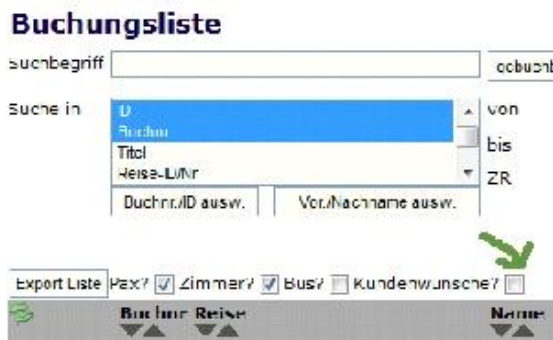 Buchungsliste
Suchbegriff
Suche in
ID
Buchnr
Titel
Reise-ID/Nr
von
bis
ZR
Buchnr./ID ausw. Vor./Nachname ausw.
Export Liste Pax? Zimmer? Bus? Kundenwünsche?
Buchnr Reise Name